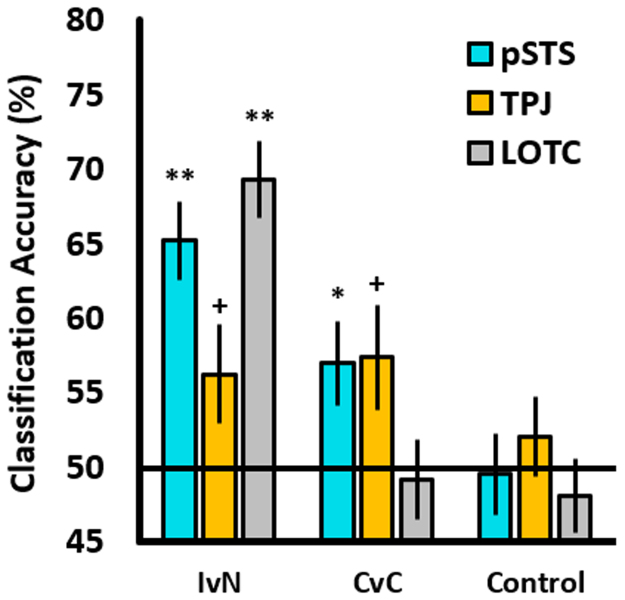 80
75
70
65
60
55
50
45
Classification Accuracy (%)
pSTS
TPJ
LOTC
**
+
**
*
+
IvN
CvC
Control